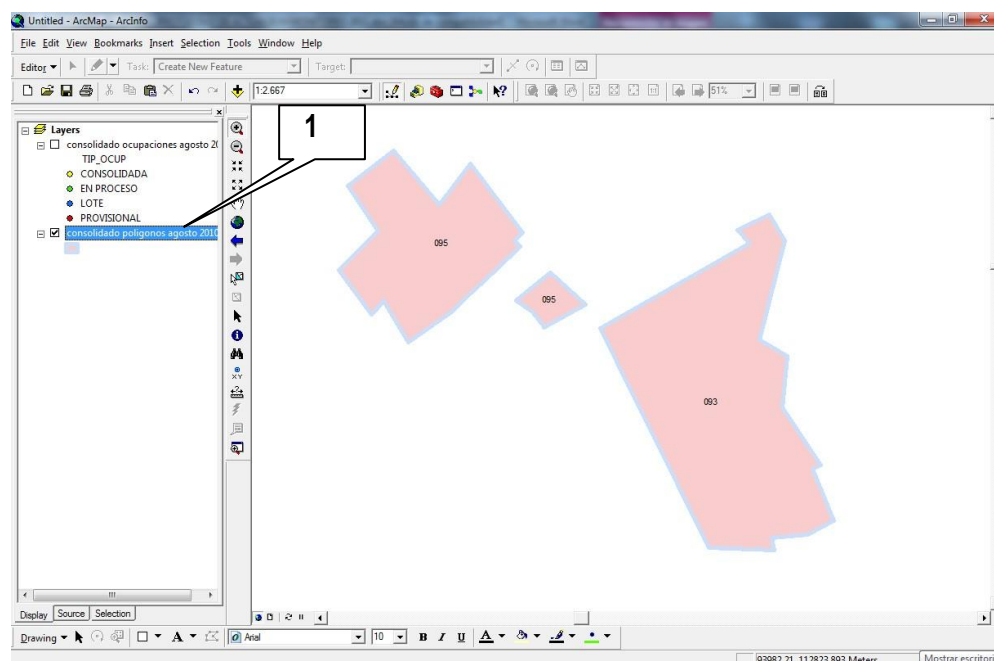 Untitled - ArcMap - ArcInfo
File Edit View Bookmarks Insert Selection Tools Window Help
Editor Task: Create New Feature Target:
1:2.667 51%
Layers
consolidado ocupaciones agosto 2
TIP_OCUP
CONSOLIDADA
EN PROCESO
LOTE
PROVISIONAL
consolidado poligonos agosto 2010
1
095
095
093
Display Source Selection
Drawing A Arial 10 B I U A
93982,21 112823,893 Meters Mostrar escritori